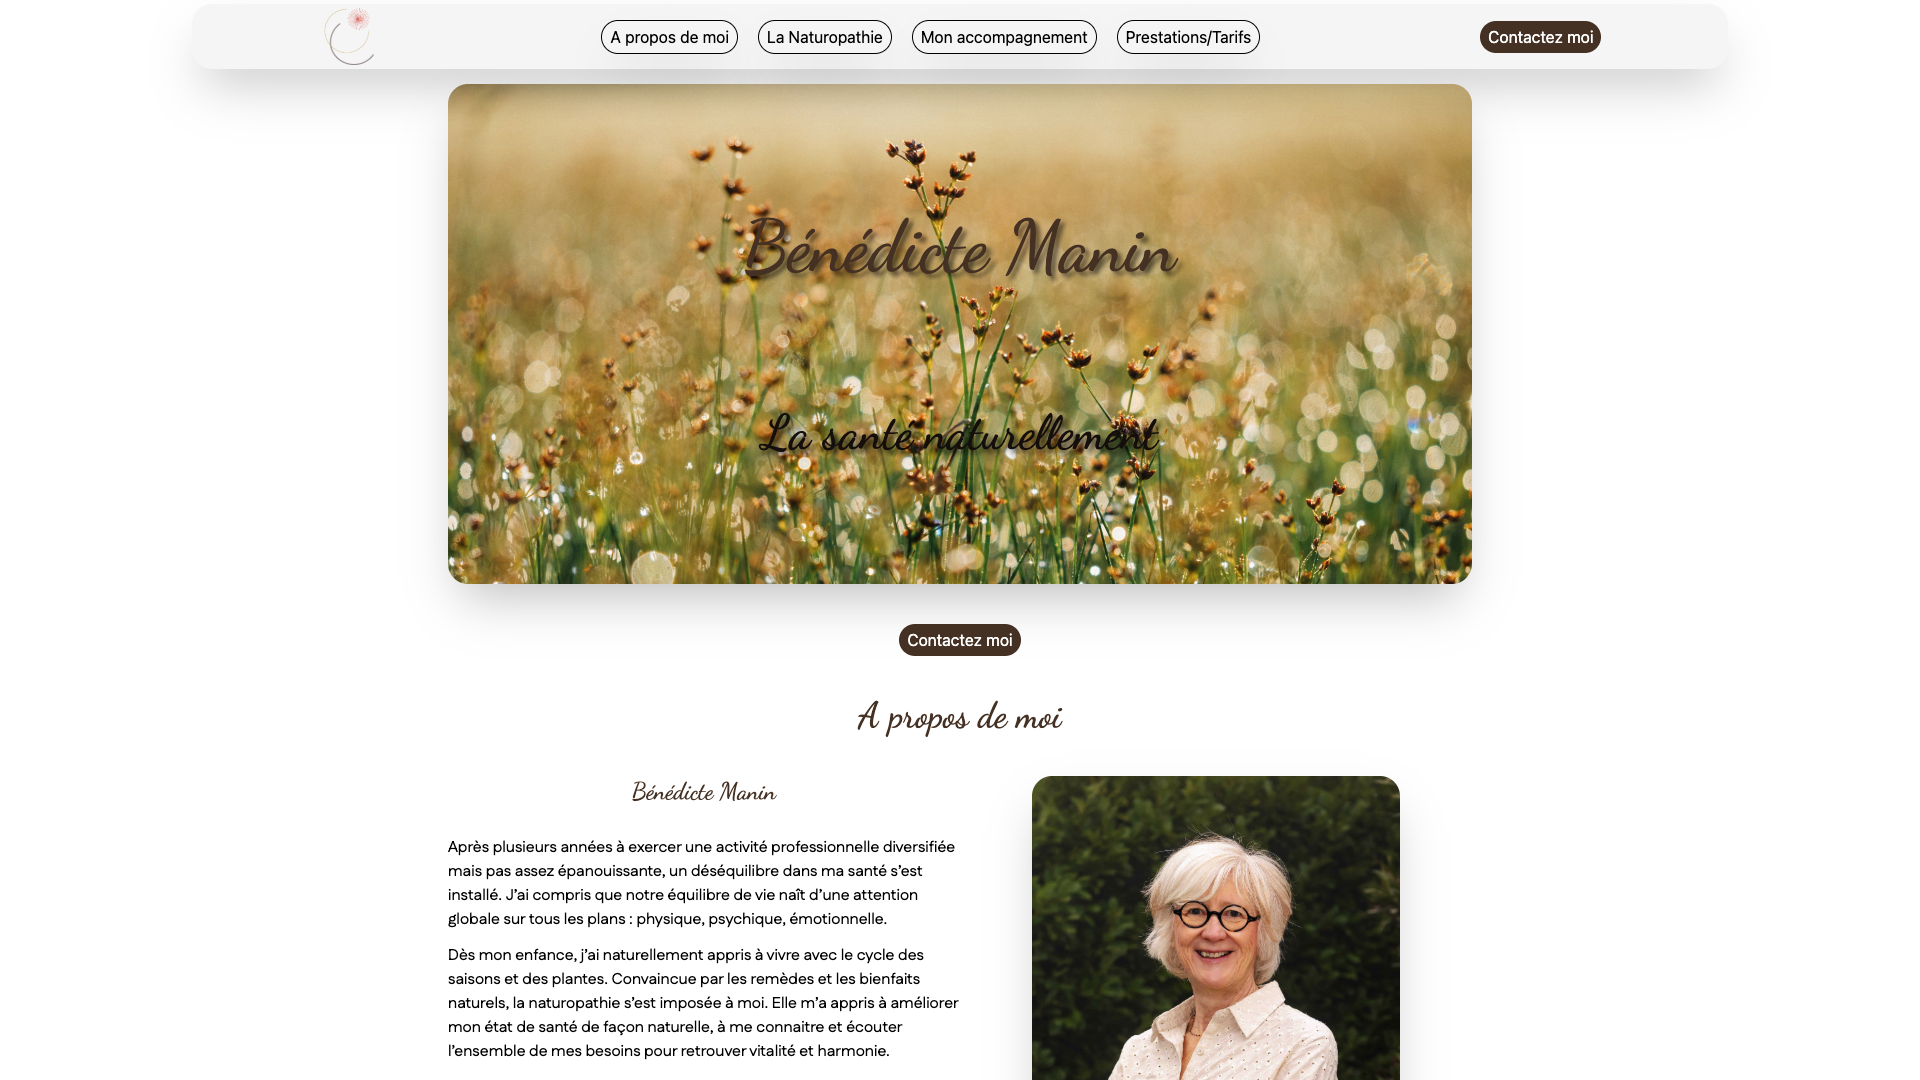 A propos de moi
La Naturopathie
Mon accompagnement
Prestations/Tarifs
Contactez moi
Bénédicte Manin
La santé naturellement
Contactez moi
A propos de moi
Bénédicte Manin
Après plusieurs années à exercer une activité professionnelle diversifiée
mais pas assez épanouissante, un déséquilibre dans ma santé s’est
installé. J’ai compris que notre équilibre de vie naît d’une attention
globale sur tous les plans : physique, psychique, émotionnelle.
Dès mon enfance, j’ai naturellement appris à vivre avec le cycle des
saisons et des plantes. Convaincue par les remèdes et les bienfaits
naturels, la naturopathie s’est imposée à moi. Elle m’a appris à améliorer
mon état de santé de façon naturelle, à me connaitre et écouter
l’ensemble de mes besoins pour retrouver vitalité et harmonie.